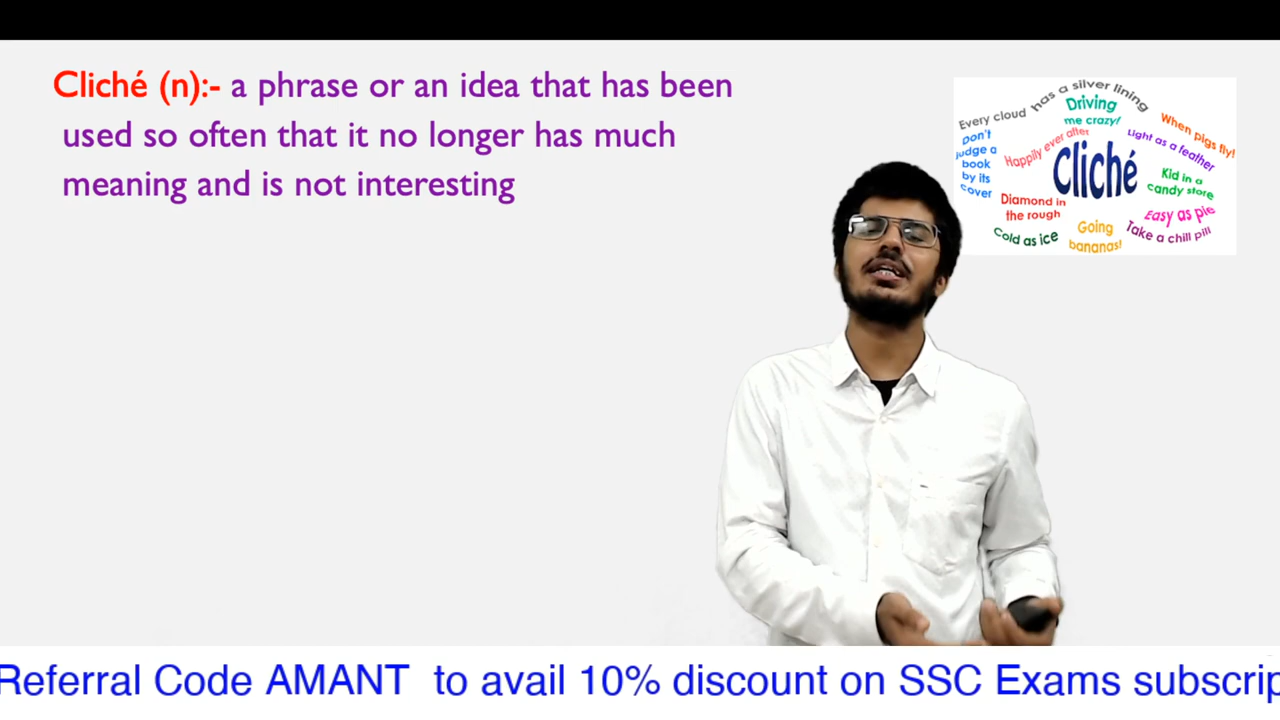 Cliché (n):- a phrase or an idea that has been
used so often that it no longer has much
meaning and is not interesting
Every cloud has a silver lining
Driving
me crazy!
When pigs fly!
Don't
judge a
book
by its
cover
Happily ever after
Light as a feather
Cliché
Kid in a
candy store
Diamond in
the rough
Easy as pie
Cold as ice
Going
bananas!
Take a chill pill
Referral Code AMANT to avail 10% discount on SSC Exams subscrip